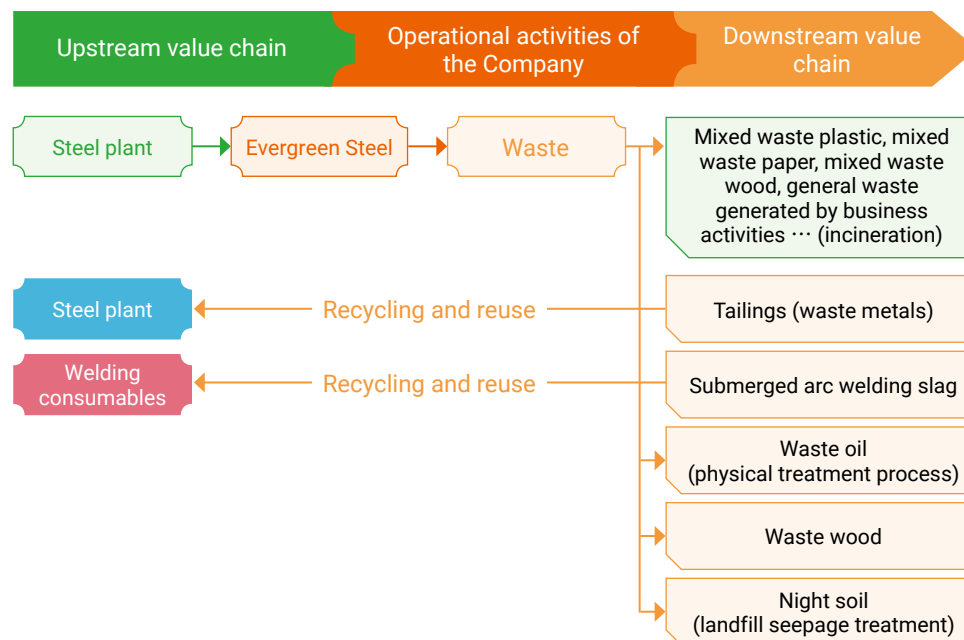 Upstream value chain
Operational activities of
the Company
Downstream value
chain
Steel plant
Evergreen Steel
Waste
Mixed waste plastic, mixed
waste paper, mixed waste
wood, general waste
generated by business
activities ··· (incineration)
Steel plant
Recycling and reuse
Tailings (waste metals)
Welding
consumables
Recycling and reuse
Submerged arc welding slag
Waste oil
(physical treatment process)
Waste wood
Night soil
(landfill seepage treatment)